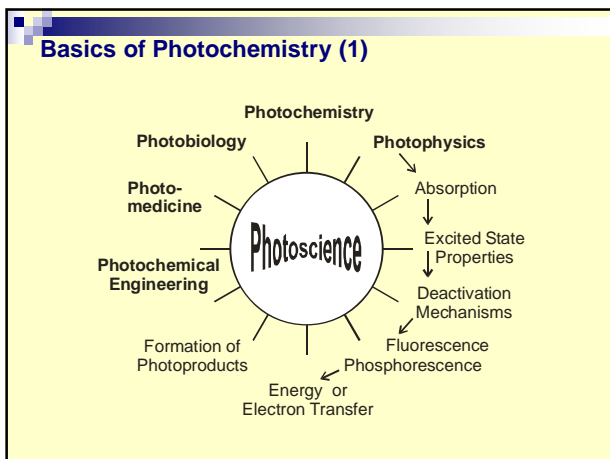 Basics of Photochemistry (1)
Photochemistry
Photobiology
Photophysics
Photo-
medicine
Absorption
Photoscience
Excited State
Properties
Photochemical
Engineering
Deactivation
Mechanisms
Formation of
Photoproducts
Fluorescence
Phosphorescence
Energy or
Electron Transfer